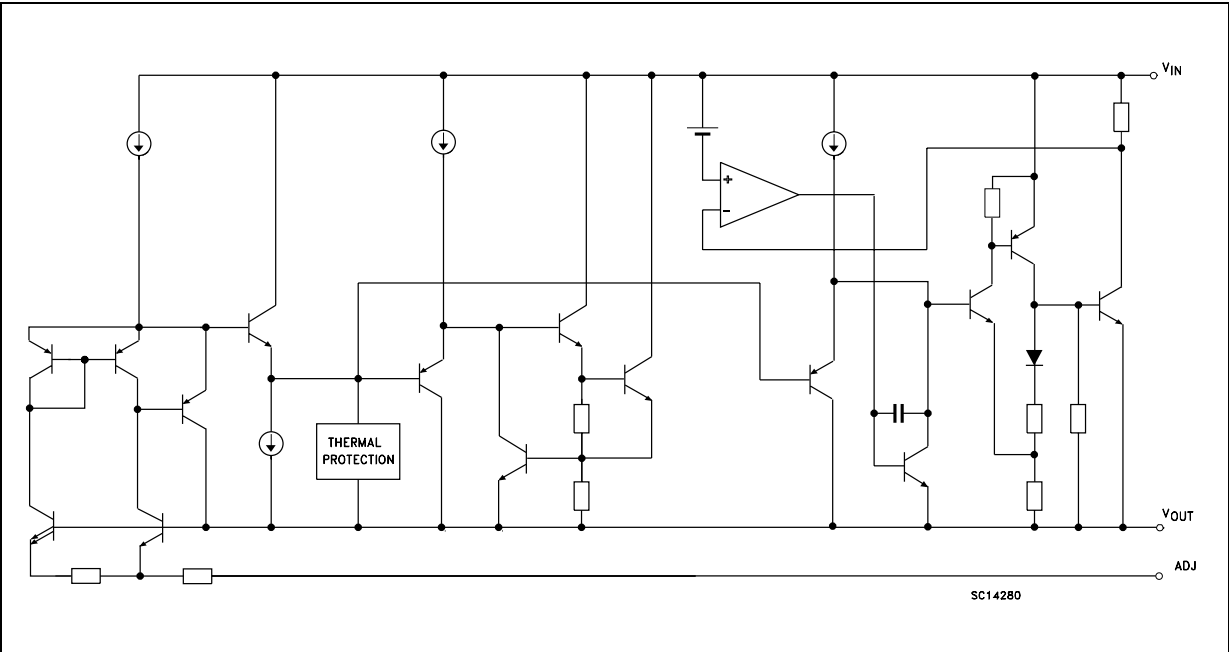 VIN
+
-
THERMAL
PROTECTION
VOUT
ADJ
SC14280